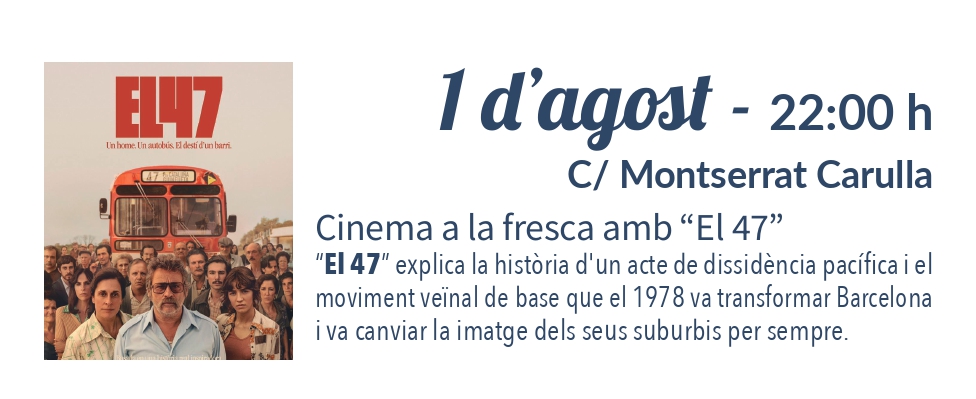 EL 47
Un home. Un autobús. El destí d'un barri.
47
1 d'agost - 22:00 h
C/ Montserrat Carulla
Cinema a la fresca amb “El 47”
“El 47” explica la història d'un acte de dissidència pacífica i el
moviment veïnal de base que el 1978 va transformar Barcelona
i va canviar la imatge dels seus suburbis per sempre.